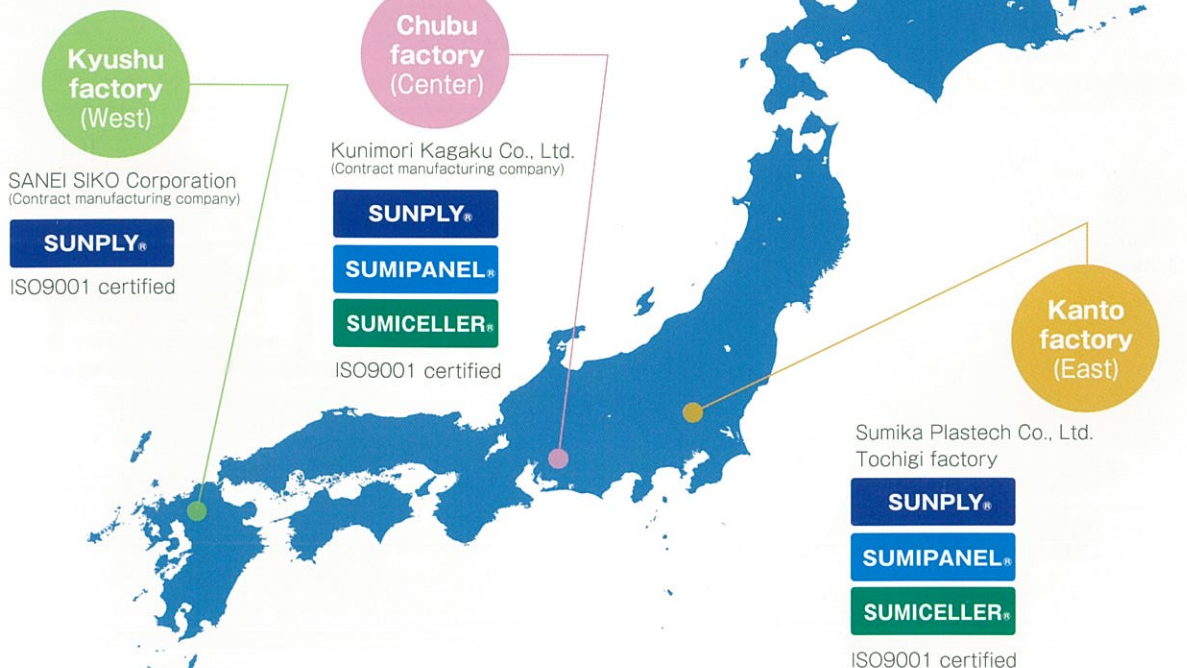 Kyushu
factory
(West)
SANEI SIKO Corporation
(Contract manufacturing company)
SUNPLY®
ISO9001 certified
Chubu
factory
(Center)
Kunimori Kagaku Co., Ltd.
(Contract manufacturing company)
SUNPLY®
SUMIPANEL®
SUMICELLER®
ISO9001 certified
Kanto
factory
(East)
Sumika Plastech Co., Ltd.
Tochigi factory
SUNPLY®
SUMIPANEL®
SUMICELLER®
ISO9001 certified